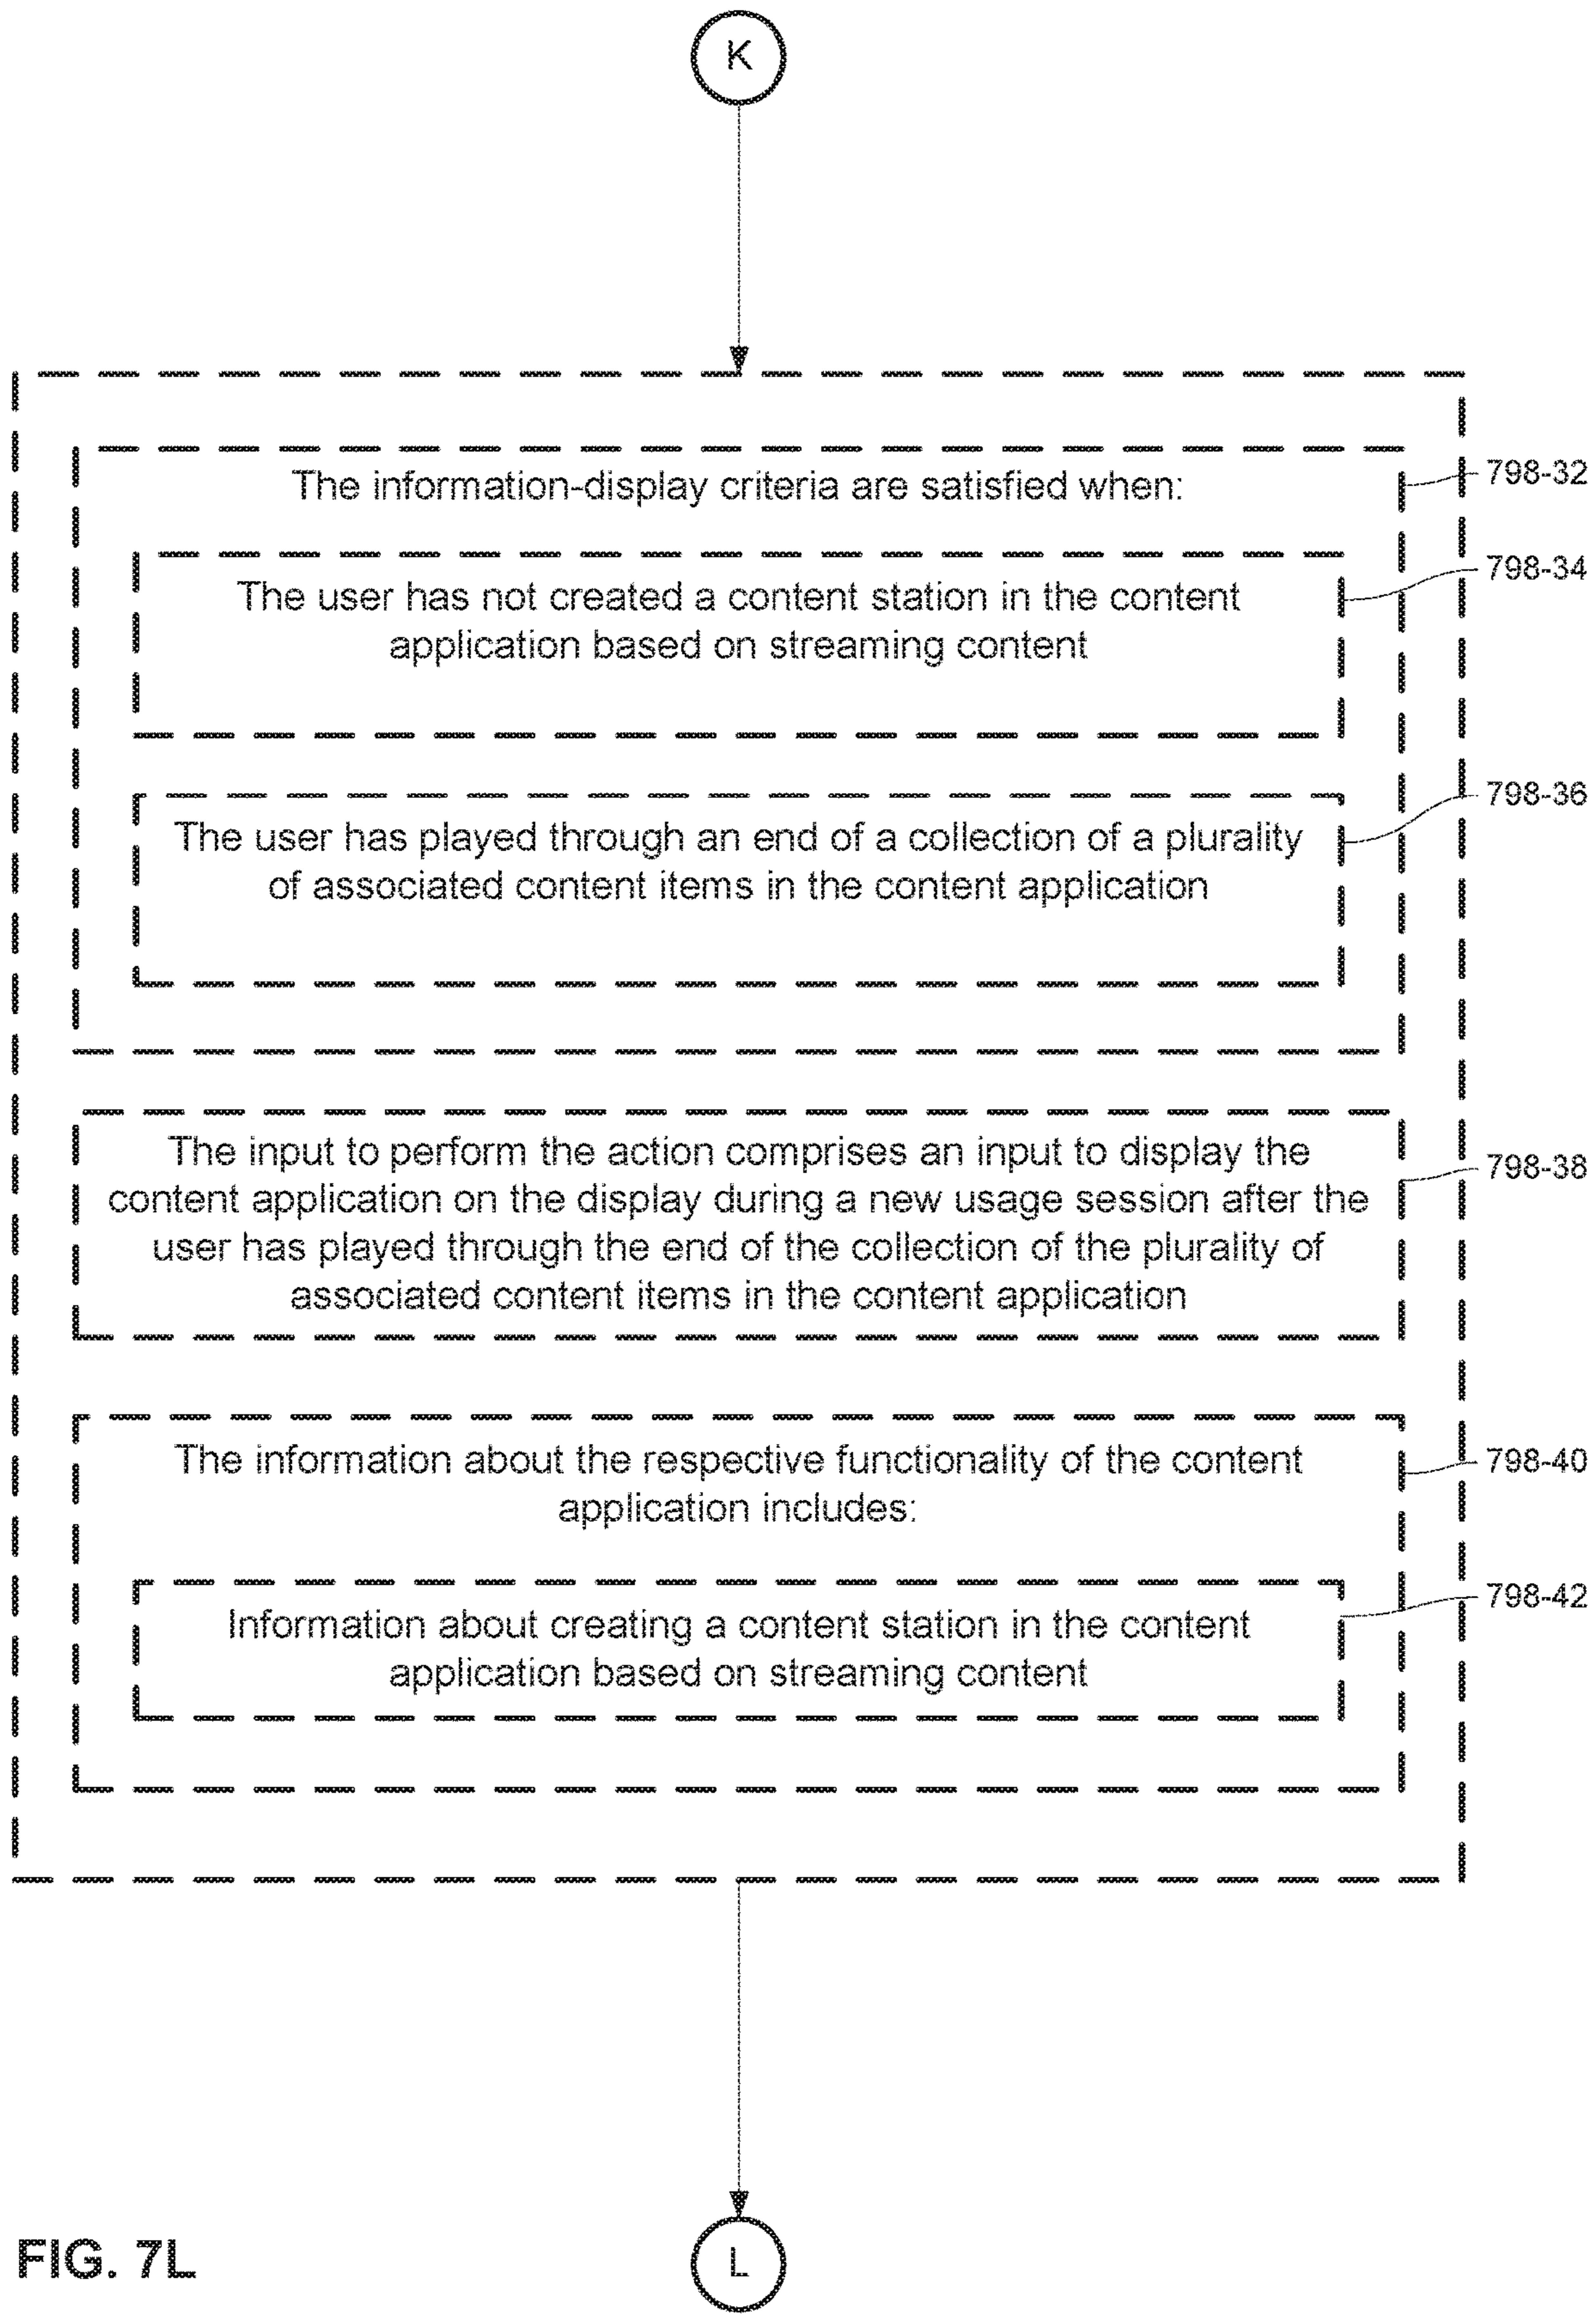 K
The information-display criteria are satisfied when:
798-32
The user has not created a content station in the content
application based on streaming content
798-34
The user has played through an end of a collection of a plurality
of associated content items in the content application
798-36
The input to perform the action comprises an input to display the
content application on the display during a new usage session after the
user has played through the end of the collection of the plurality of
associated content items in the content application
798-38
The information about the respective functionality of the content
application includes:
798-40
Information about creating a content station in the content
application based on streaming content
798-42
FIG. 7L
L